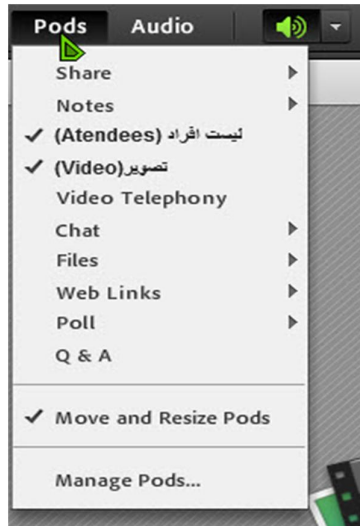 Pods Audio
Share
Notes
لیست افراد (Atendees)
تصویر(Video)
Video Telephony
Chat
Files
Web Links
Poll
Q & A
Move and Resize Pods
Manage Pods...